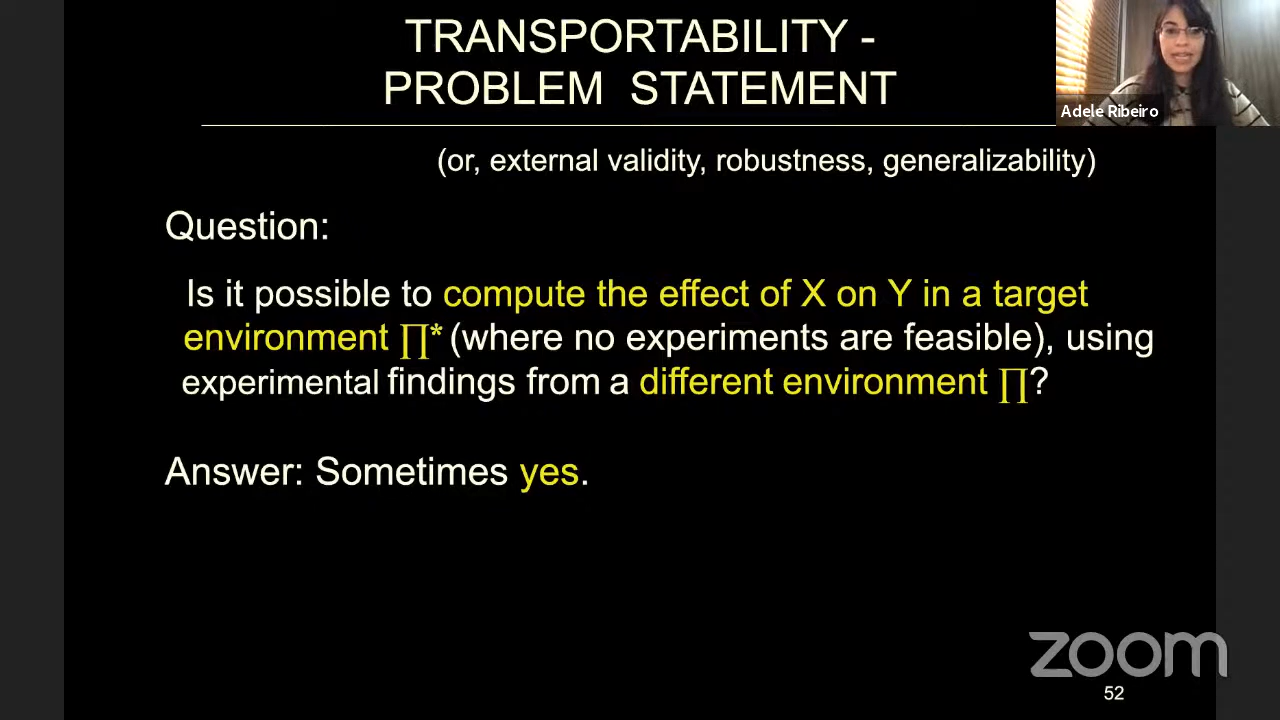 TRANSPORTABILITY -
PROBLEM STATEMENT
Adele Ribeiro
(or, external validity, robustness, generalizability)
Question:
Is it possible to compute the effect of X on Y in a target
environment ∏* (where no experiments are feasible), using
experimental findings from a different environment ∏?
Answer: Sometimes yes.
zoom
52